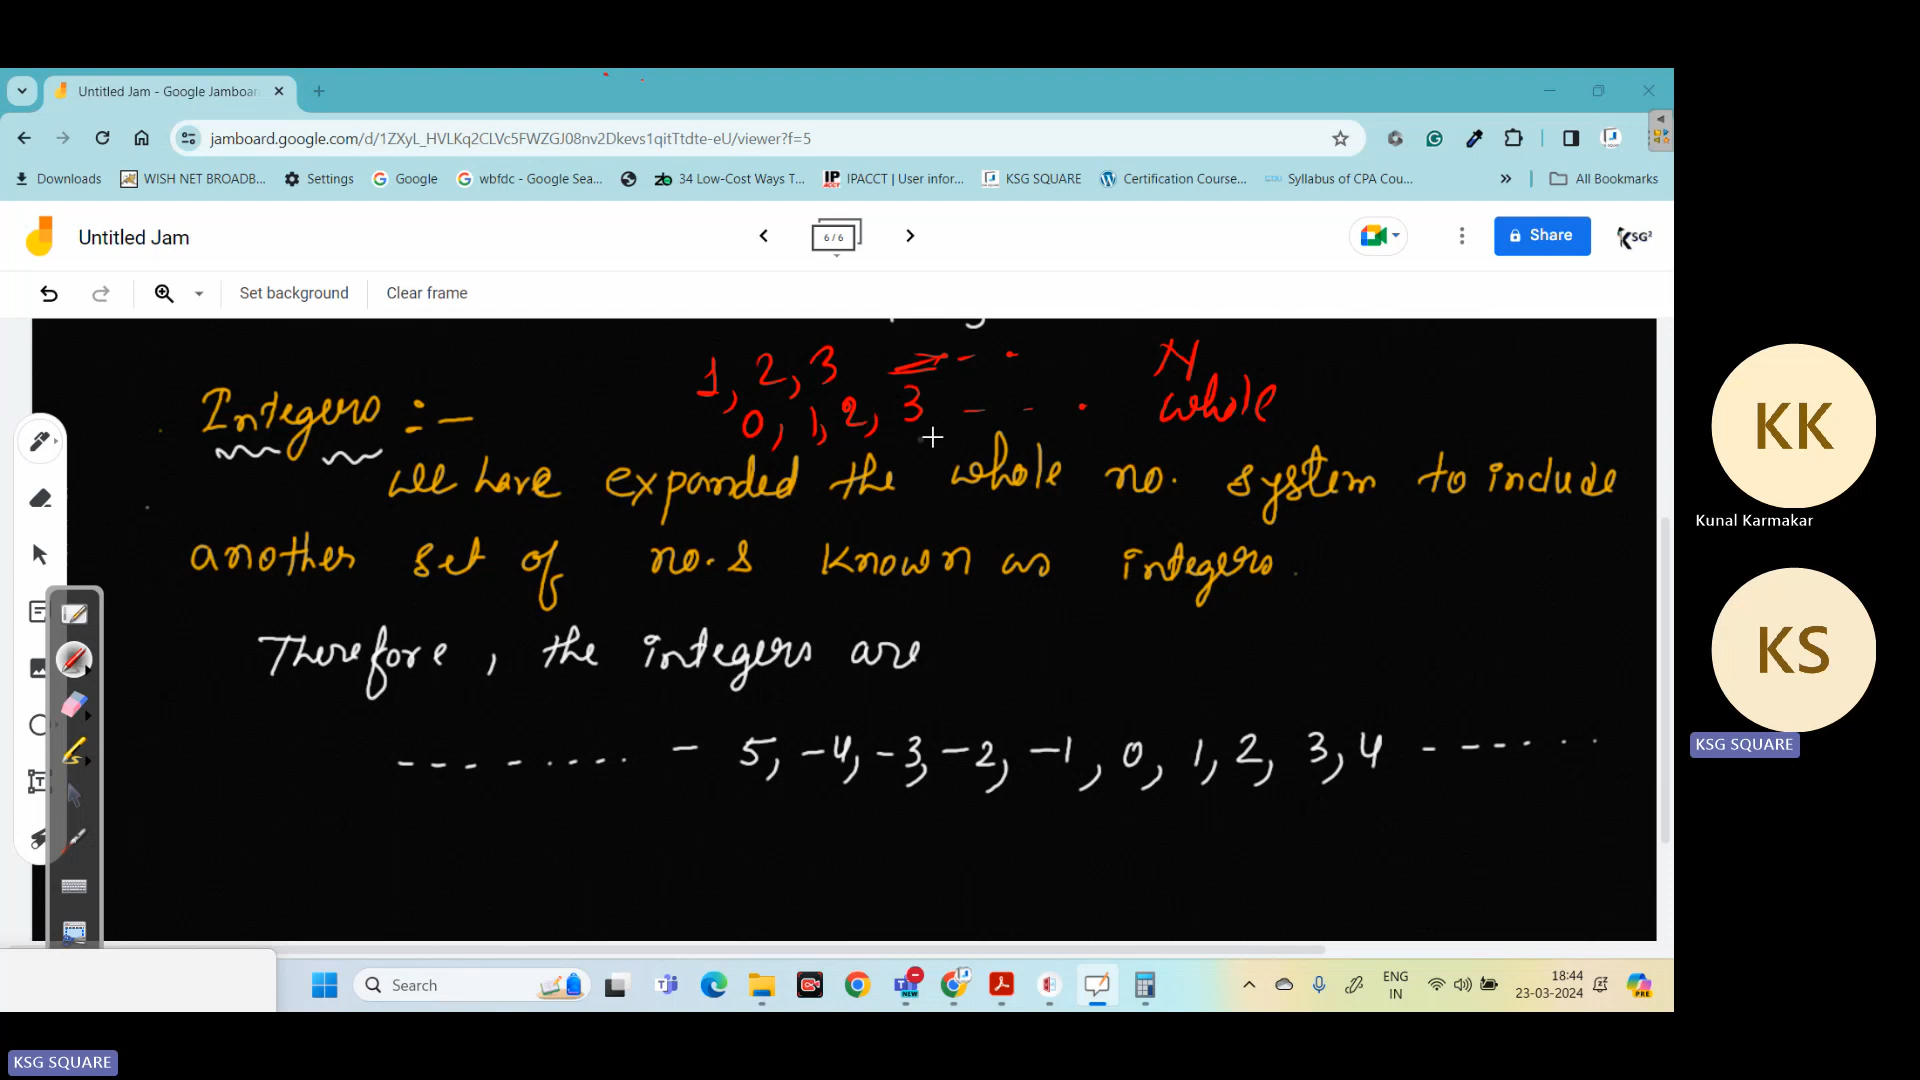 Untitled Jam - Google Jamboar
jamboard.google.com/d/1ZXyL_HVLKq2CLVc5FWZGJ08nv2Dkevs1qitTtdte-eU/viewer?f=5
Downloads WISH NET BROADB... Settings Google wbfdc - Google Sea... 34 Low-Cost Ways T... IPACCT | User infor... KSG SQUARE Certification Course... Syllabus of CPA Cou... » All Bookmarks
Untitled Jam 6 / 6 Share KSG²
Set background Clear frame
1, 2, 3 - - . N
0, 1, 2, 3 - - . whole
Integers :-
We have expanded the whole no. system to include
another set of no.s known as integers.
Therefore, the integers are
-------- - 5, -4, -3, -2, -1, 0, 1, 2, 3, 4 ------
KK
Kunal Karmakar
KS
KSG SQUARE
Search ENG IN 18:44 23-03-2024
KSG SQUARE